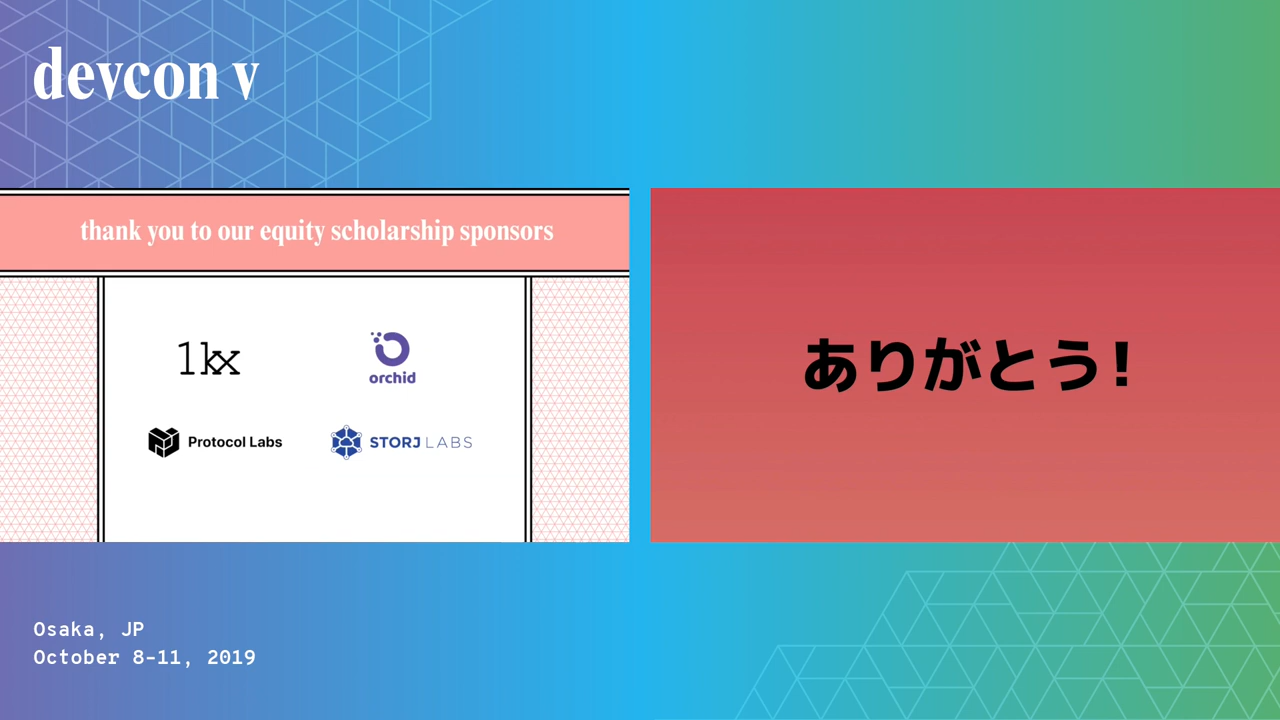 devcon v
thank you to our equity scholarship sponsors
1kx
orchid
Protocol Labs
STORJ LABS
ありがとう!
Osaka, JP
October 8-11, 2019